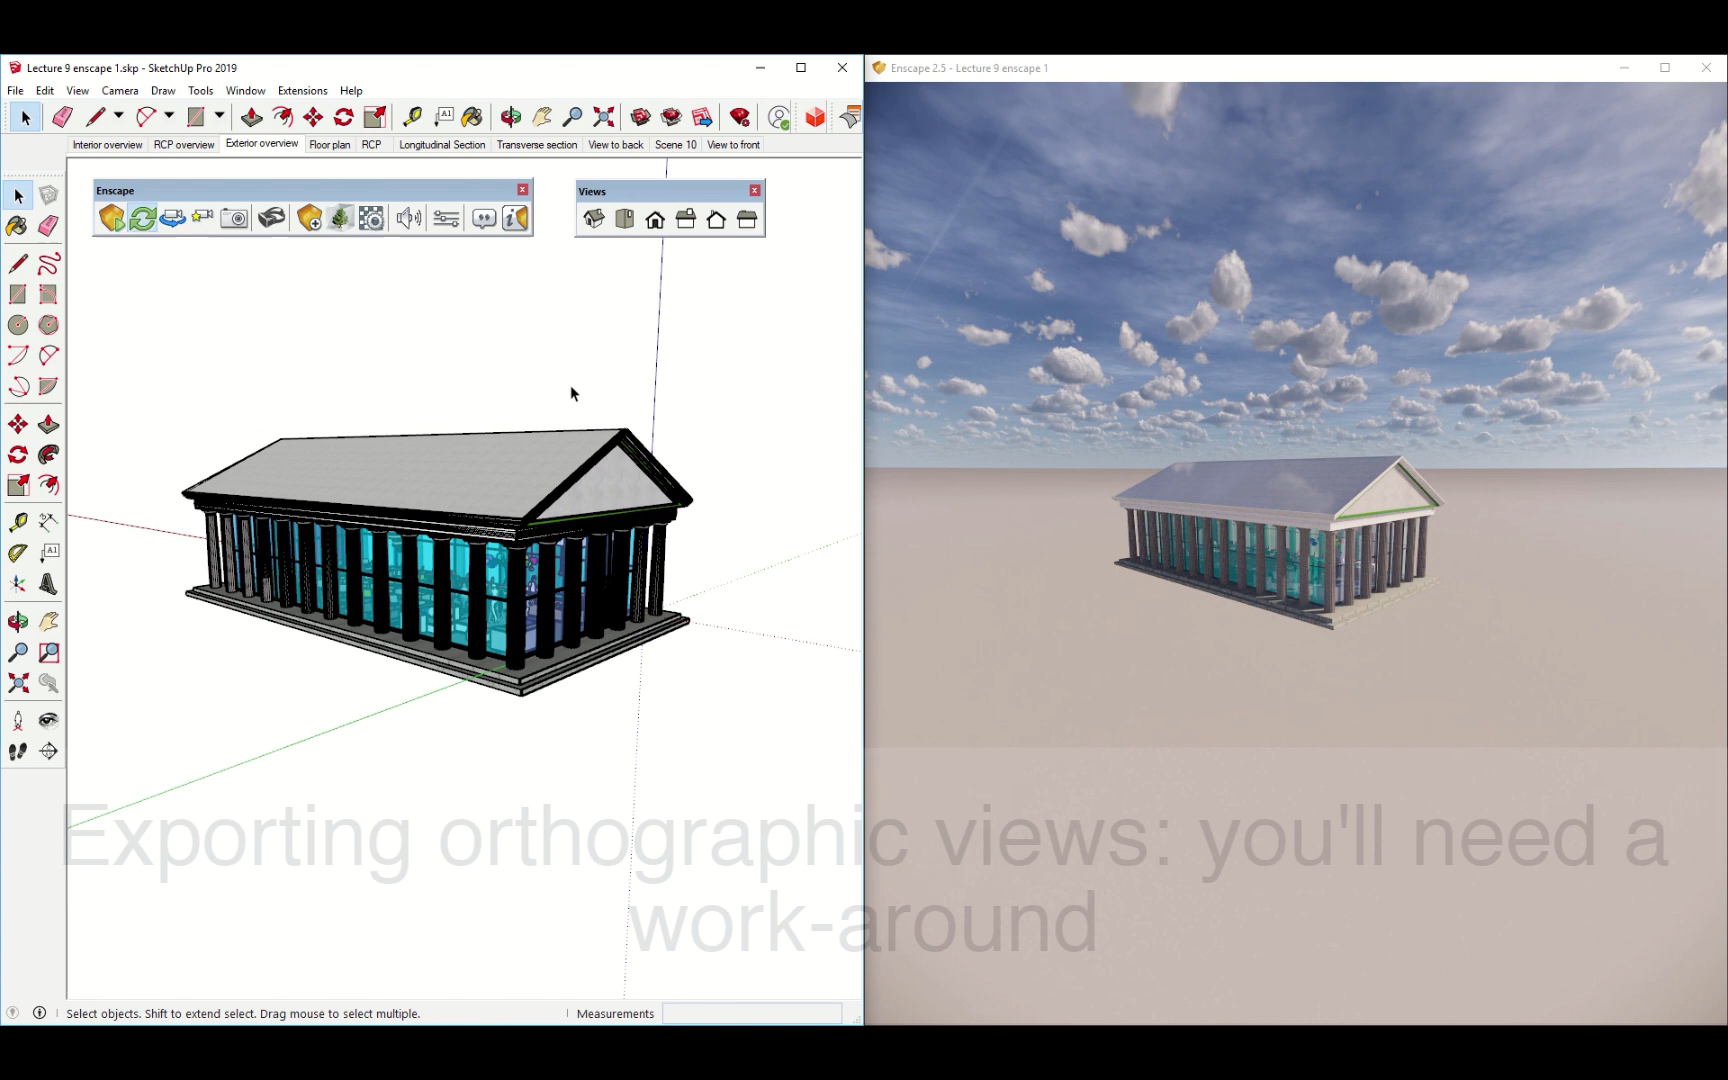 Lecture 9 enscape 1.skp - SketchUp Pro 2019
Enscape 2.5 - Lecture 9 enscape 1
File Edit View Camera Draw Tools Window Extensions Help
A1
Interior overview RCP overview Exterior overview Floor plan RCP Longitudinal Section Transverse section View to back Scene 10 View to front
Enscape
Views
A1
Exporting orthographic views: you'll need a
work-around
Select objects. Shift to extend select. Drag mouse to select multiple.
Measurements